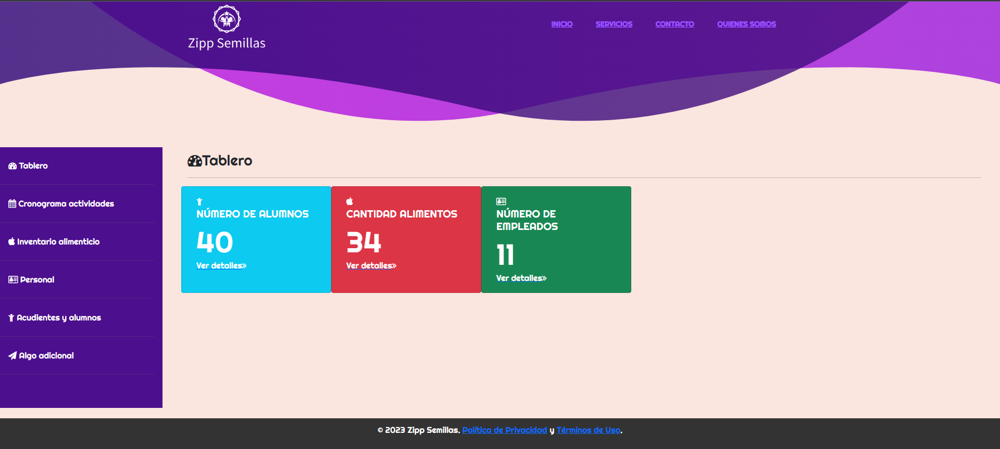 Zipp Semillas
INICIO SERVICIOS CONTACTO QUIENES SOMOS
Tablero
Cronograma actividades
Inventario alimenticio
Personal
Acudientes y alumnos
Algo adicional
Tablero
NÚMERO DE ALUMNOS
40
Ver detalles»
CANTIDAD ALIMENTOS
34
Ver detalles»
NÚMERO DE
EMPLEADOS
11
Ver detalles»
© 2023 Zipp Semillas. Política de Privacidad y Términos de Uso.